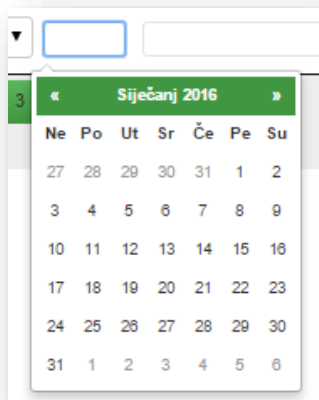 3
« Siječanj 2016 »
Ne Po Ut Sr Če Pe Su
27 28 29 30 31 1 2
3 4 5 6 7 8 9
10 11 12 13 14 15 16
17 18 19 20 21 22 23
24 25 26 27 28 29 30
31 1 2 3 4 5 6